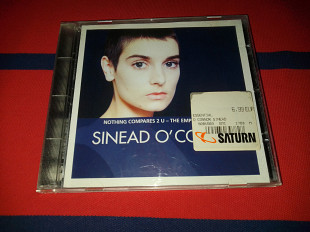 NOTHING COMPARES 2 U – THE EMP
SINEAD O'CO
6.99 EUR
SATURN